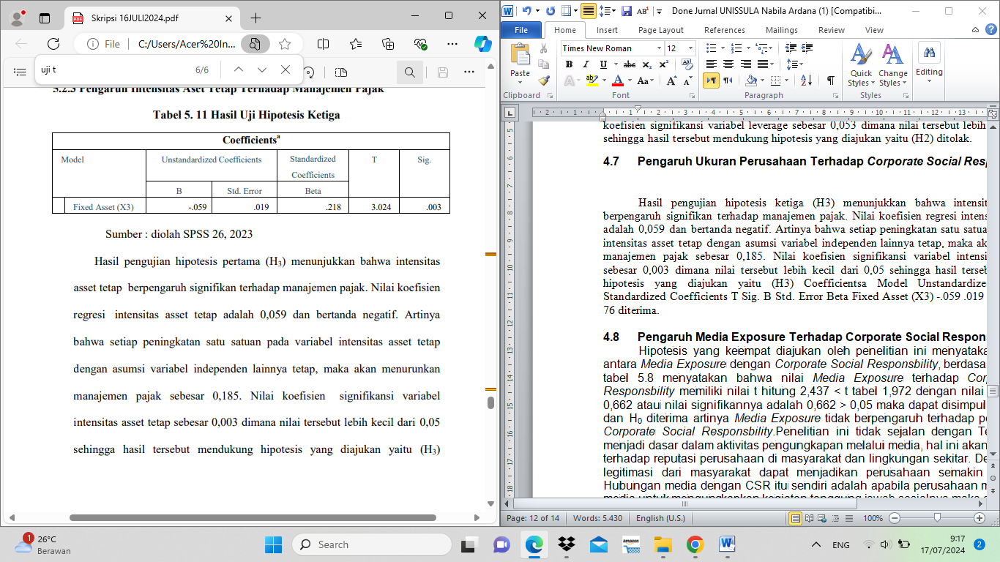 Skripsi 16JULI2024.pdf
File
C:/Users/Acer%20In...
uji t
6/6
5.2.3 Pengaruh Intensitas Aset Tetap Terhadap Manajemen Pajak
Tabel 5. 11 Hasil Uji Hipotesis Ketiga
Coefficientsa
Model Unstandardized Coefficients Standardized Coefficients T Sig.
B Std. Error Beta
Fixed Asset (X3) -.059 .019 .218 3.024 .003
Sumber : diolah SPSS 26, 2023
Hasil pengujian hipotesis pertama (H3) menunjukkan bahwa intensitas
asset tetap berpengaruh signifikan terhadap manajemen pajak. Nilai koefisien
regresi intensitas asset tetap adalah 0,059 dan bertanda negatif. Artinya
bahwa setiap peningkatan satu satuan pada variabel intensitas asset tetap
dengan asumsi variabel independen lainnya tetap, maka akan menurunkan
manajemen pajak sebesar 0,185. Nilai koefisien signifikansi variabel
intensitas asset tetap sebesar 0,003 dimana nilai tersebut lebih kecil dari 0,05
sehingga hasil tersebut mendukung hipotesis yang diajukan yaitu (H3)
Done Jurnal UNISSULA Nabila Ardana (1) [Compatibi...
File Home Insert Page Layout References Mailings Review View
Times New Roman 12
Paste
Quick Styles
Change Styles
Editing
Clipboard Font Paragraph Styles
koefisien signifikansi variabel leverage sebesar 0,053 dimana nilai tersebut lebih
sehingga hasil tersebut mendukung hipotesis yang diajukan yaitu (H2) ditolak.
4.7 Pengaruh Ukuran Perusahaan Terhadap Corporate Social Resp
Hasil pengujian hipotesis ketiga (H3) menunjukkan bahwa intensit
berpengaruh signifikan terhadap manajemen pajak. Nilai koefisien regresi intens
adalah 0,059 dan bertanda negatif. Artinya bahwa setiap peningkatan satu satua
intensitas asset tetap dengan asumsi variabel independen lainnya tetap, maka ak
manajemen pajak sebesar 0,185. Nilai koefisien signifikansi variabel intensi
sebesar 0,003 dimana nilai tersebut lebih kecil dari 0,05 sehingga hasil terseb
hipotesis yang diajukan yaitu (H3) Coefficientsa Model Unstandardize
Standardized Coefficients T Sig. B Std. Error Beta Fixed Asset (X3) -.059 .019
76 diterima.
4.8 Pengaruh Media Exposure Terhadap Corporate Social Respon
Hipotesis yang keempat diajukan oleh penelitian ini menyataka
antara Media Exposure dengan Corporate Social Responsbility, berdasa
tabel 5.8 menyatakan bahwa nilai Media Exposure terhadap Cor
Responsbility memiliki nilai t hitung 2,437 < t tabel 1,972 dengan nilai
0,662 ataui nilai signifikannya adalah 0,662 > 0,05 maka dapat disimpul
dan H0 diterima artinya Media Exposure tidak berpengaruh terhadap p
Corporate Social Responsbility.Penelitian ini tidak sejalan dengan Te
menjadi dasar dalam aktivitas pengungkapan melalui media, hal ini akan
terhadap reputasi perusahaan di masyarakat dan lingkungan sekitar. De
legitimasi dari masyarakat dapat menjadikan perusahaan semakin
Hubungan media dengan CSR itui sendiri adalah apabila perusahaan m
Page: 12 of 14 Words: 5.430 English (U.S.) 100%
1
26°C
Berawan
Search
amazon
ENG
9:17
17/07/2024
2